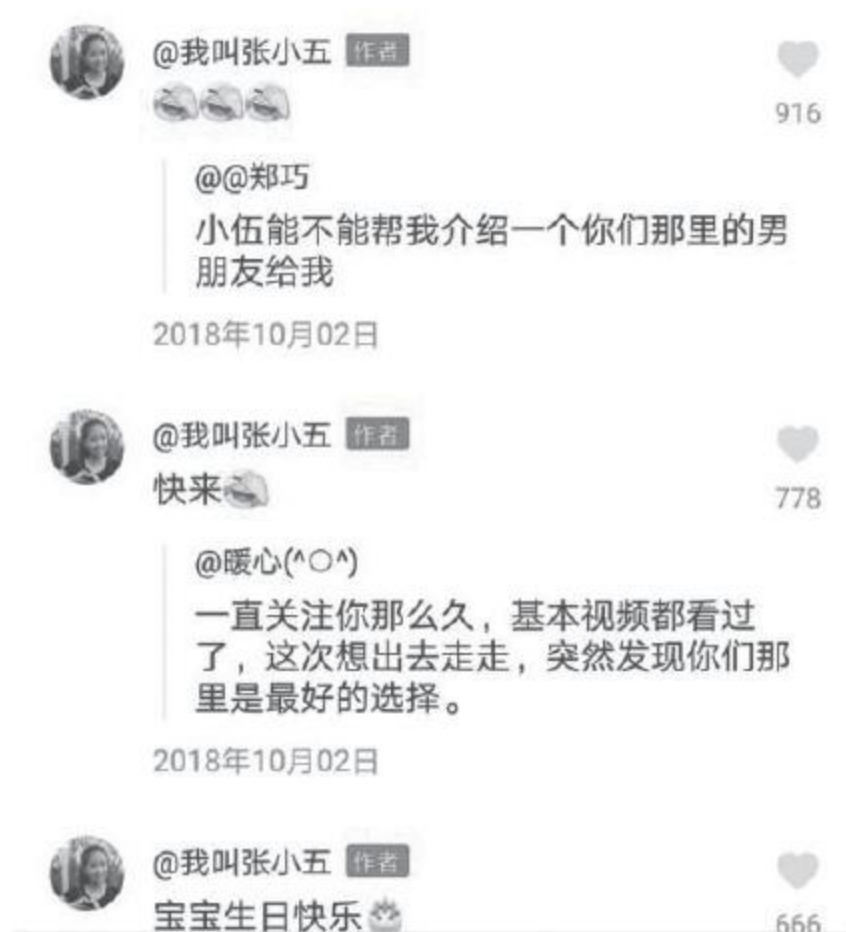 @我叫张小五 作者
916
@@郑巧
小伍能不能帮我介绍一个你们那里的男
朋友给我
2018年10月02日
@我叫张小五 作者
快来
778
@暖心(^○^)
一直关注你那么久，基本视频都看过
了，这次想出去走走，突然发现你们那
里是最好的选择。
2018年10月02日
@我叫张小五 作者
宝宝生日快乐
666